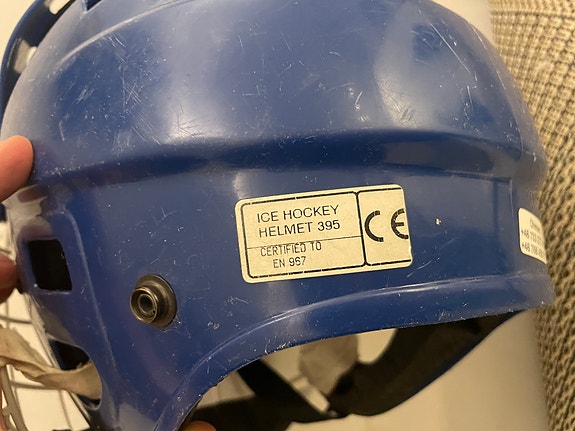 ICE HOCKEY
HELMET 395
CERTIFIED TO
EN 967
CE